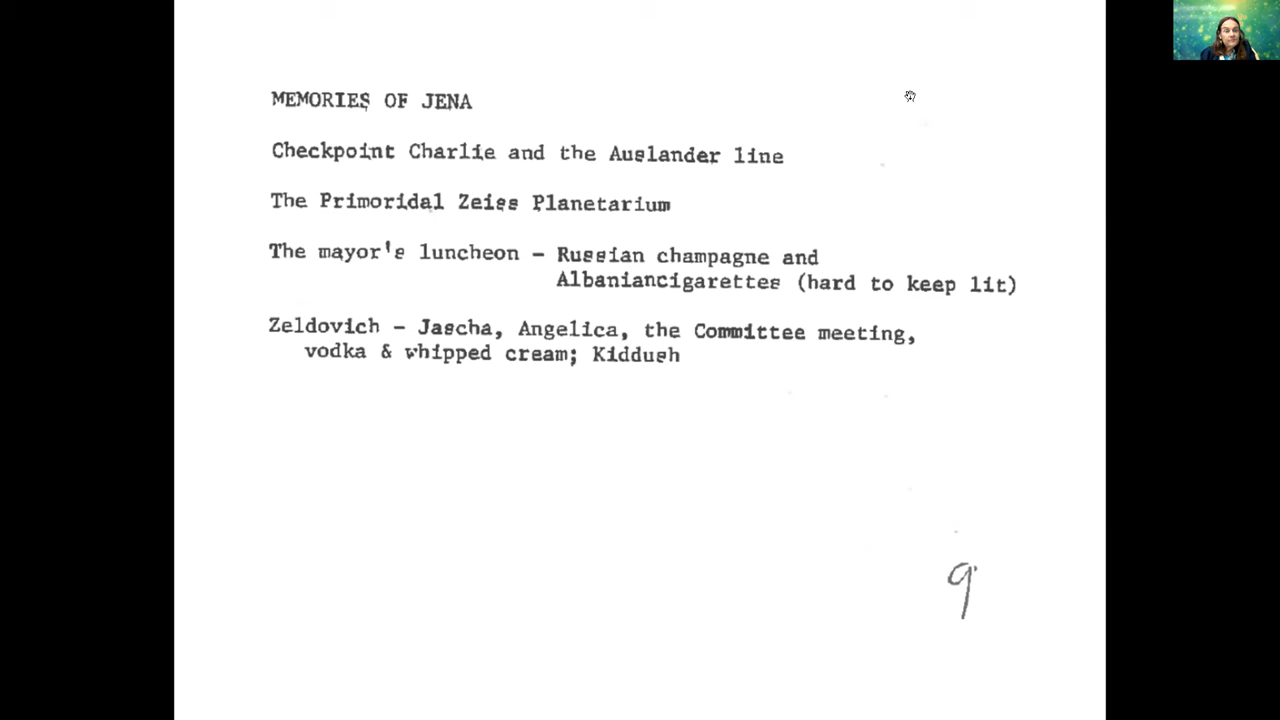 MEMORIES OF JENA
Checkpoint Charlie and the Auslander line
The Primoridal Zeiss Planetarium
The mayor's luncheon - Russian champagne and
Albaniancigarettes (hard to keep lit)
Zeldovich - Jascha, Angelica, the Committee meeting,
vodka & whipped cream; Kiddush
9